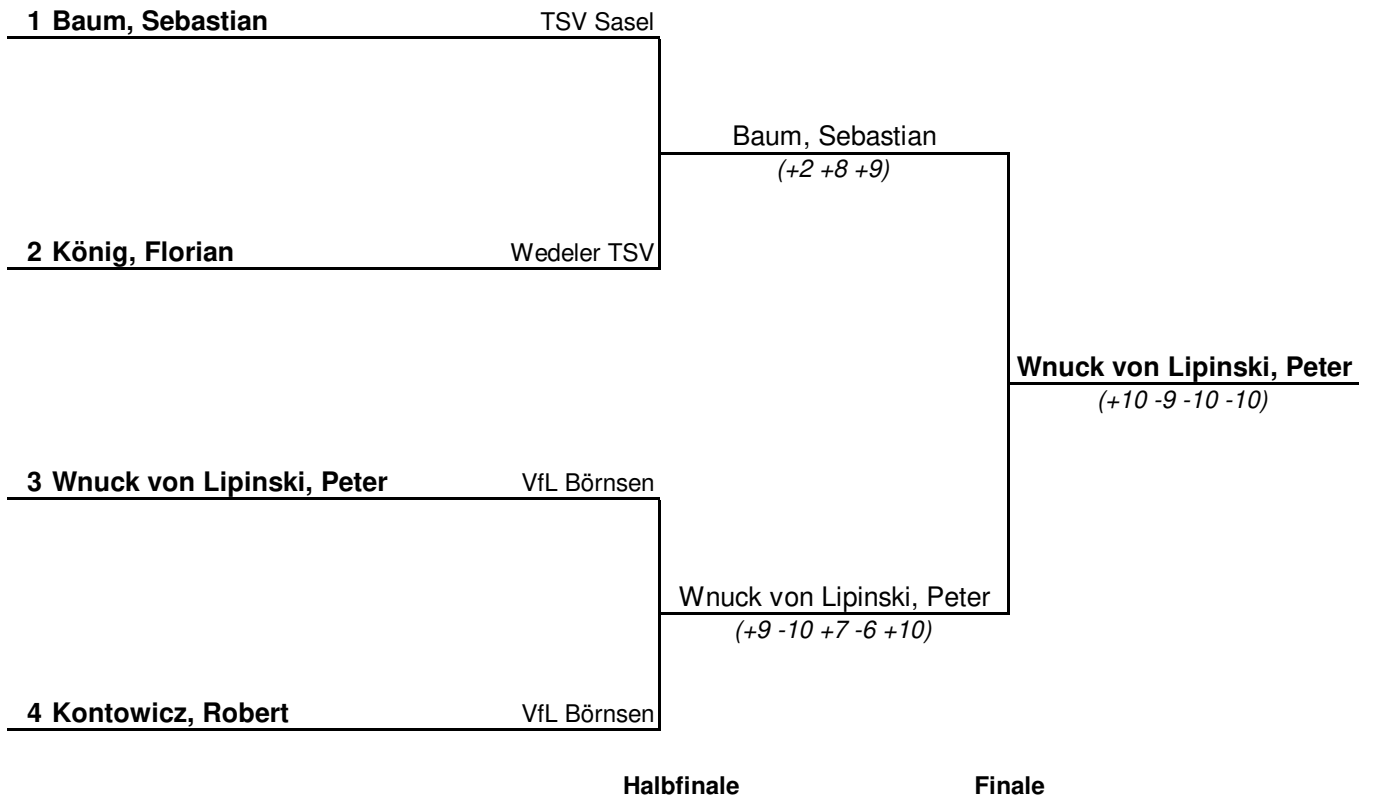 1 Baum, Sebastian TSV Sasel
Baum, Sebastian
(+2 +8 +9)
2 König, Florian Wedeler TSV
Wnuck von Lipinski, Peter
(+10 -9 -10 -10)
3 Wnuck von Lipinski, Peter VfL Börnsen
Wnuck von Lipinski, Peter
(+9 -10 +7 -6 +10)
4 Kontowicz, Robert VfL Börnsen
Halbfinale Finale